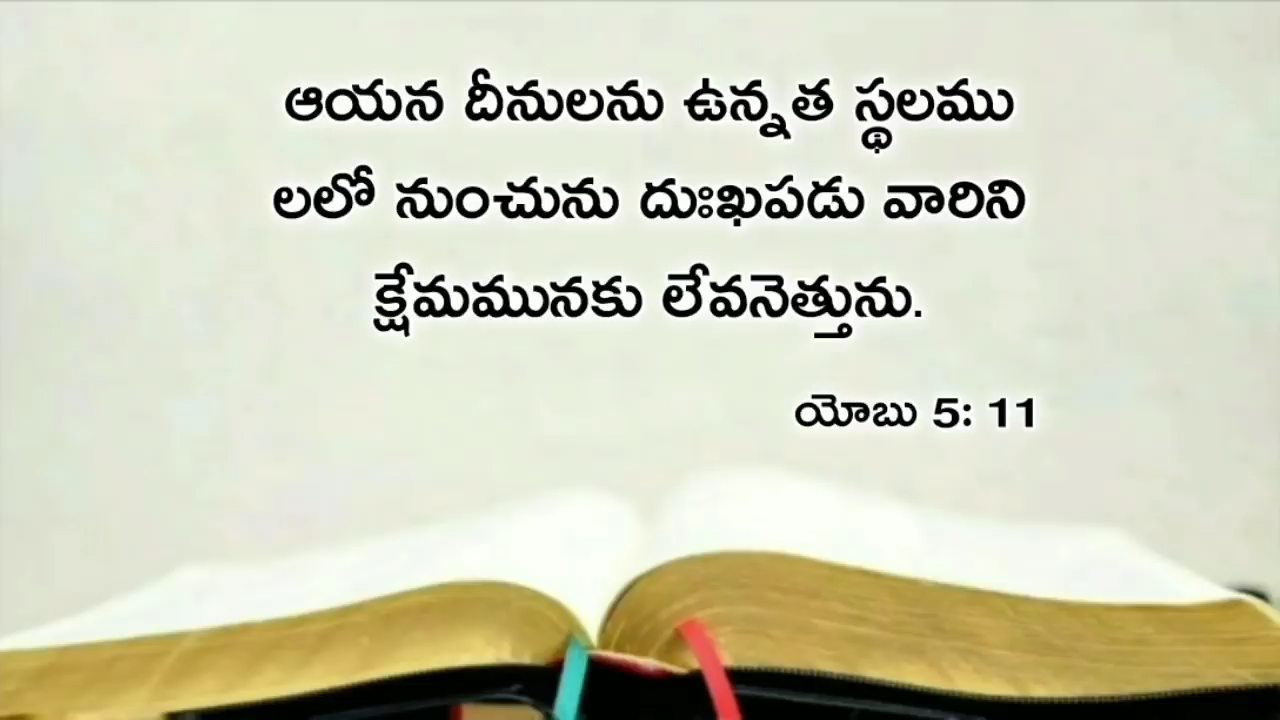 ఆయన దీనులను ఉన్నత స్థలము
లలో నుంచును దుఃఖపడు వారిని
క్షేమమునకు లేవనెత్తును.
యోబు 5: 11